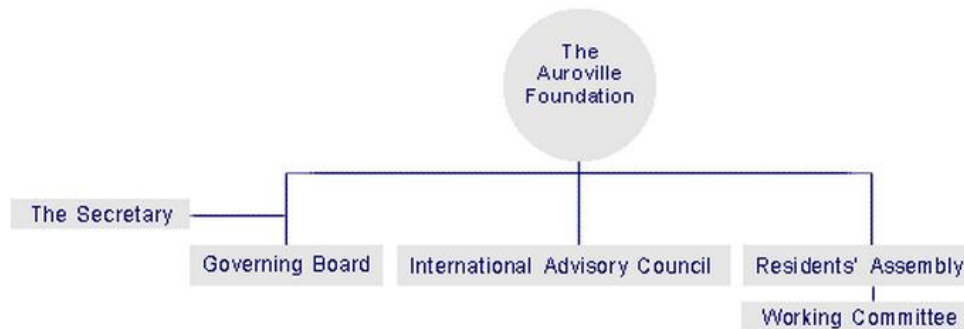 The
Auroville
Foundation
The Secretary
Governing Board
International Advisory Council
Residents' Assembly
Working Committee